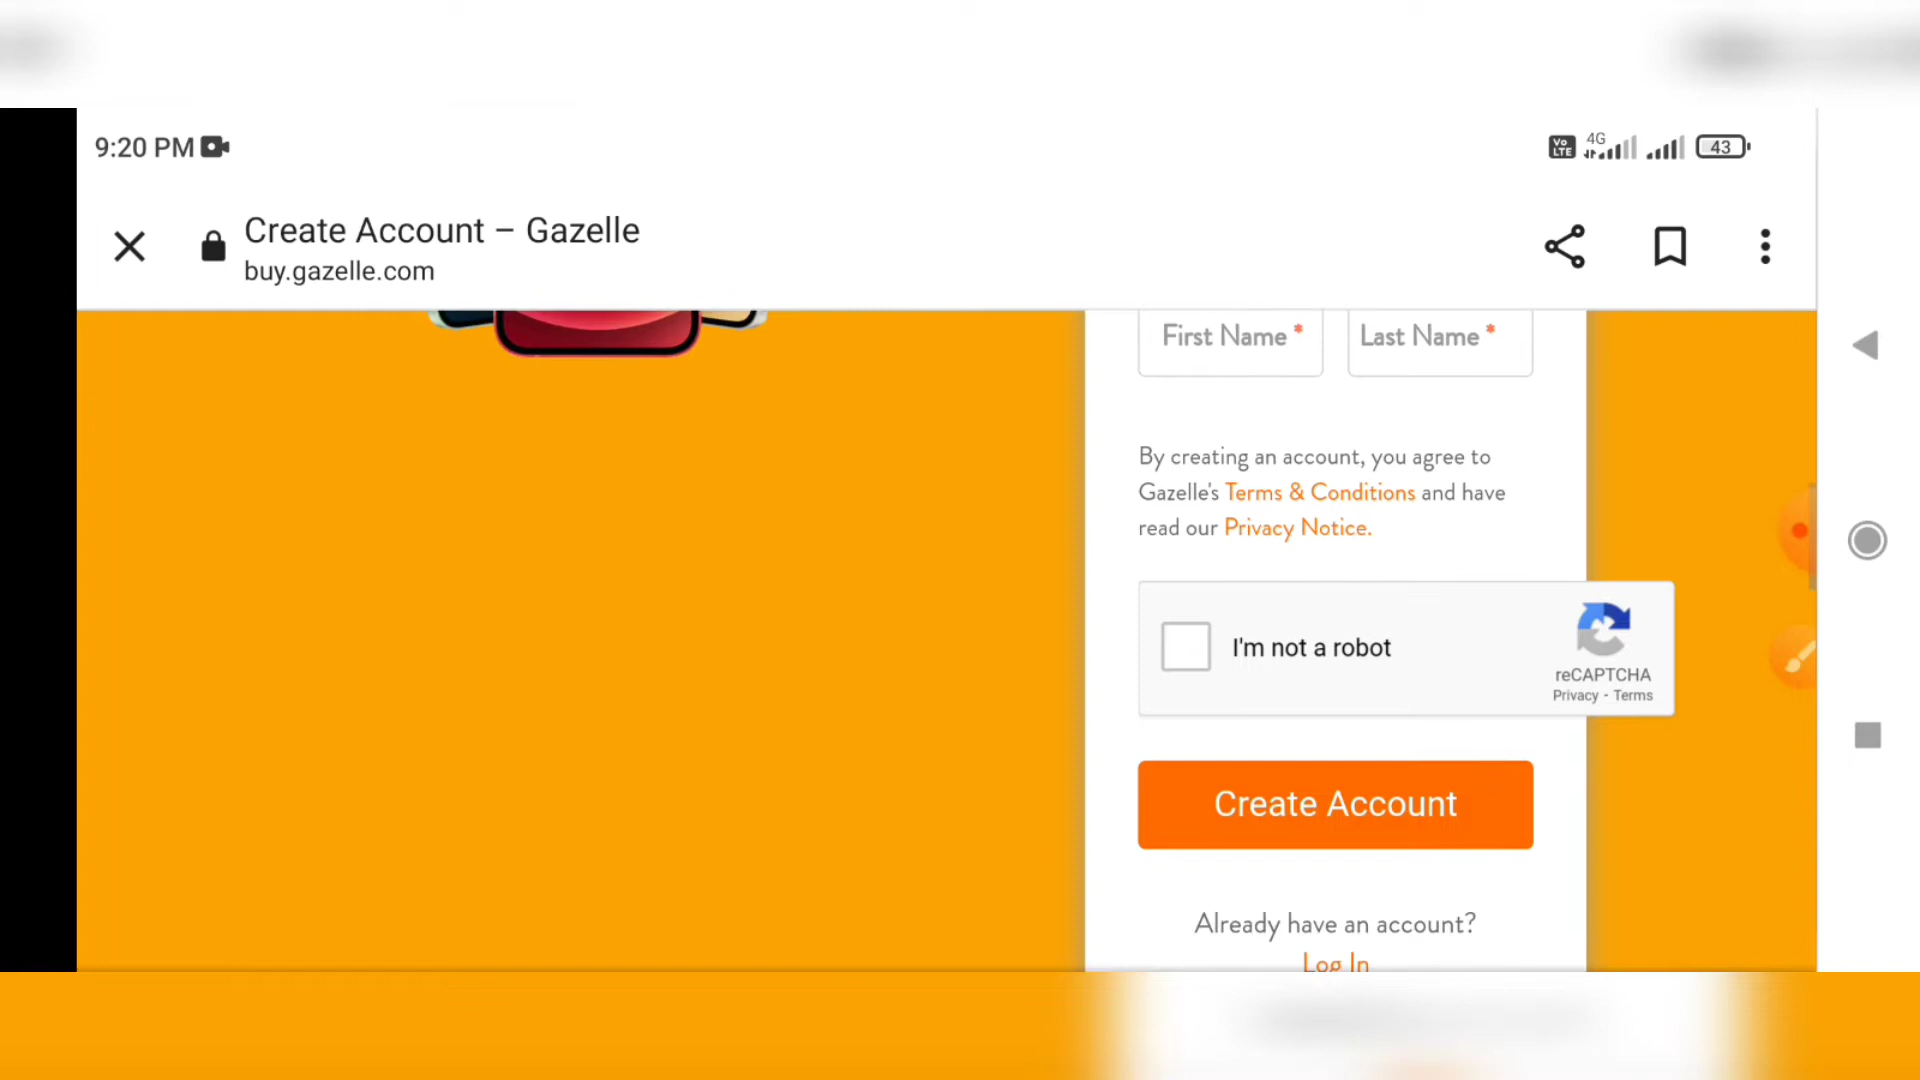 9:20 PM
Vo LTE 4G 43
Create Account – Gazelle
buy.gazelle.com
First Name * Last Name *
By creating an account, you agree to
Gazelle's Terms & Conditions and have
read our Privacy Notice.
I'm not a robot
reCAPTCHA
Privacy - Terms
Create Account
Already have an account?
Log In